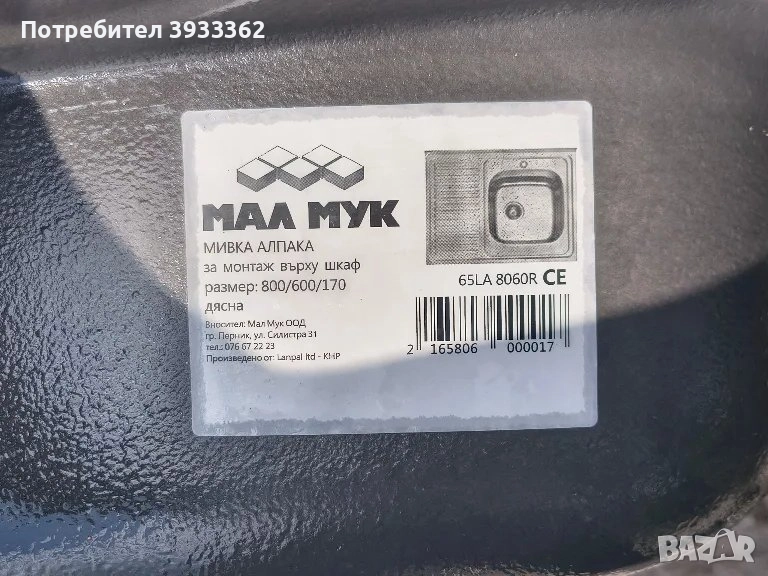 Потребител 3933362
МАЛ МУК
МИВКА АЛПАКА
за монтаж върху шкаф
размер: 800/600/170
дясна
Вносител: Мал Мук ООД
гр. Перник, ул. Силистра 31
тел.: 076 67 22 23
Произведено от: Lanpal ltd - КНР
65LA 8060R CE
2 165806 000017
BAZAR